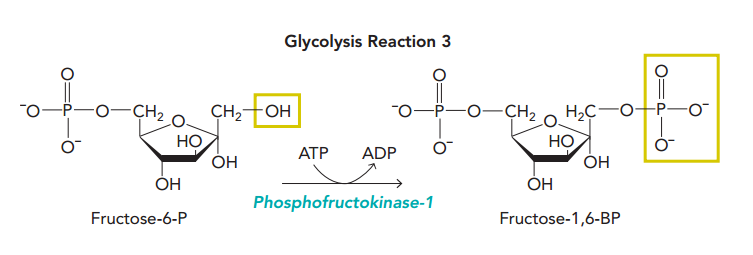 Glycolysis Reaction 3
O O O
⁻O—P—O—CH₂ O CH₂—OH ⁻O—P—O—CH₂ O H₂C—O—P—O⁻
O⁻ HO OH O⁻ HO OH O⁻
OH OH
ATP ADP
Phosphofructokinase-1
Fructose-6-P Fructose-1,6-BP